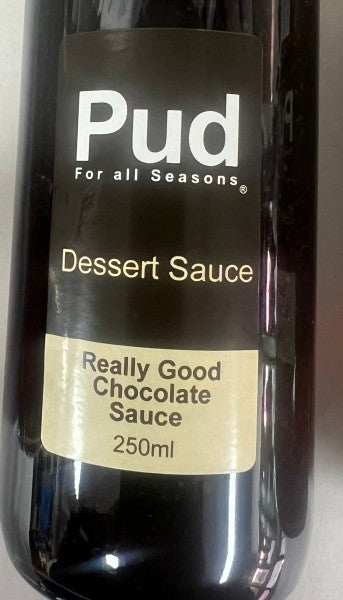 Pud
For all Seasons®
Dessert Sauce
Really Good
Chocolate
Sauce
250ml